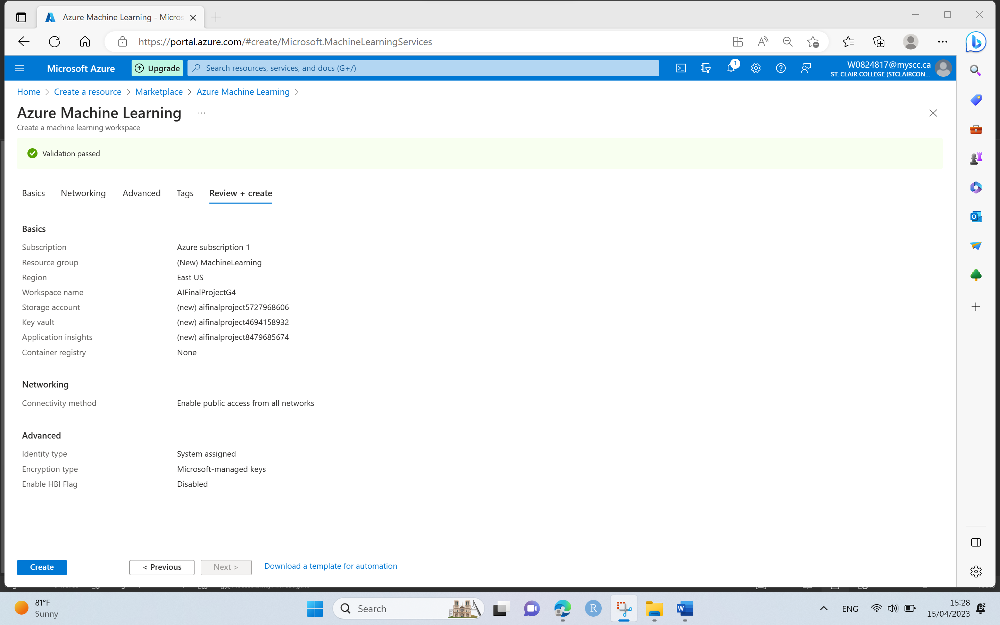 Azure Machine Learning - Micros
https://portal.azure.com/#create/Microsoft.MachineLearningServices
Microsoft Azure
Upgrade
Search resources, services, and docs (G+/)
1
W0824817@myscc.ca
ST. CLAIR COLLEGE (STCLAIRCON...
Home > Create a resource > Marketplace > Azure Machine Learning >
Azure Machine Learning ...
Create a machine learning workspace
Validation passed
Basics Networking Advanced Tags Review + create
Basics
Subscription Azure subscription 1
Resource group (New) MachineLearning
Region East US
Workspace name AIFinalProjectG4
Storage account (new) aifinalproject5727968606
Key vault (new) aifinalproject4694158932
Application insights (new) aifinalproject8479685674
Container registry None
Networking
Connectivity method Enable public access from all networks
Advanced
Identity type System assigned
Encryption type Microsoft-managed keys
Enable HBI Flag Disabled
Create < Previous Next > Download a template for automation
81°F
Sunny
Search
ENG
15:28
15/04/2023